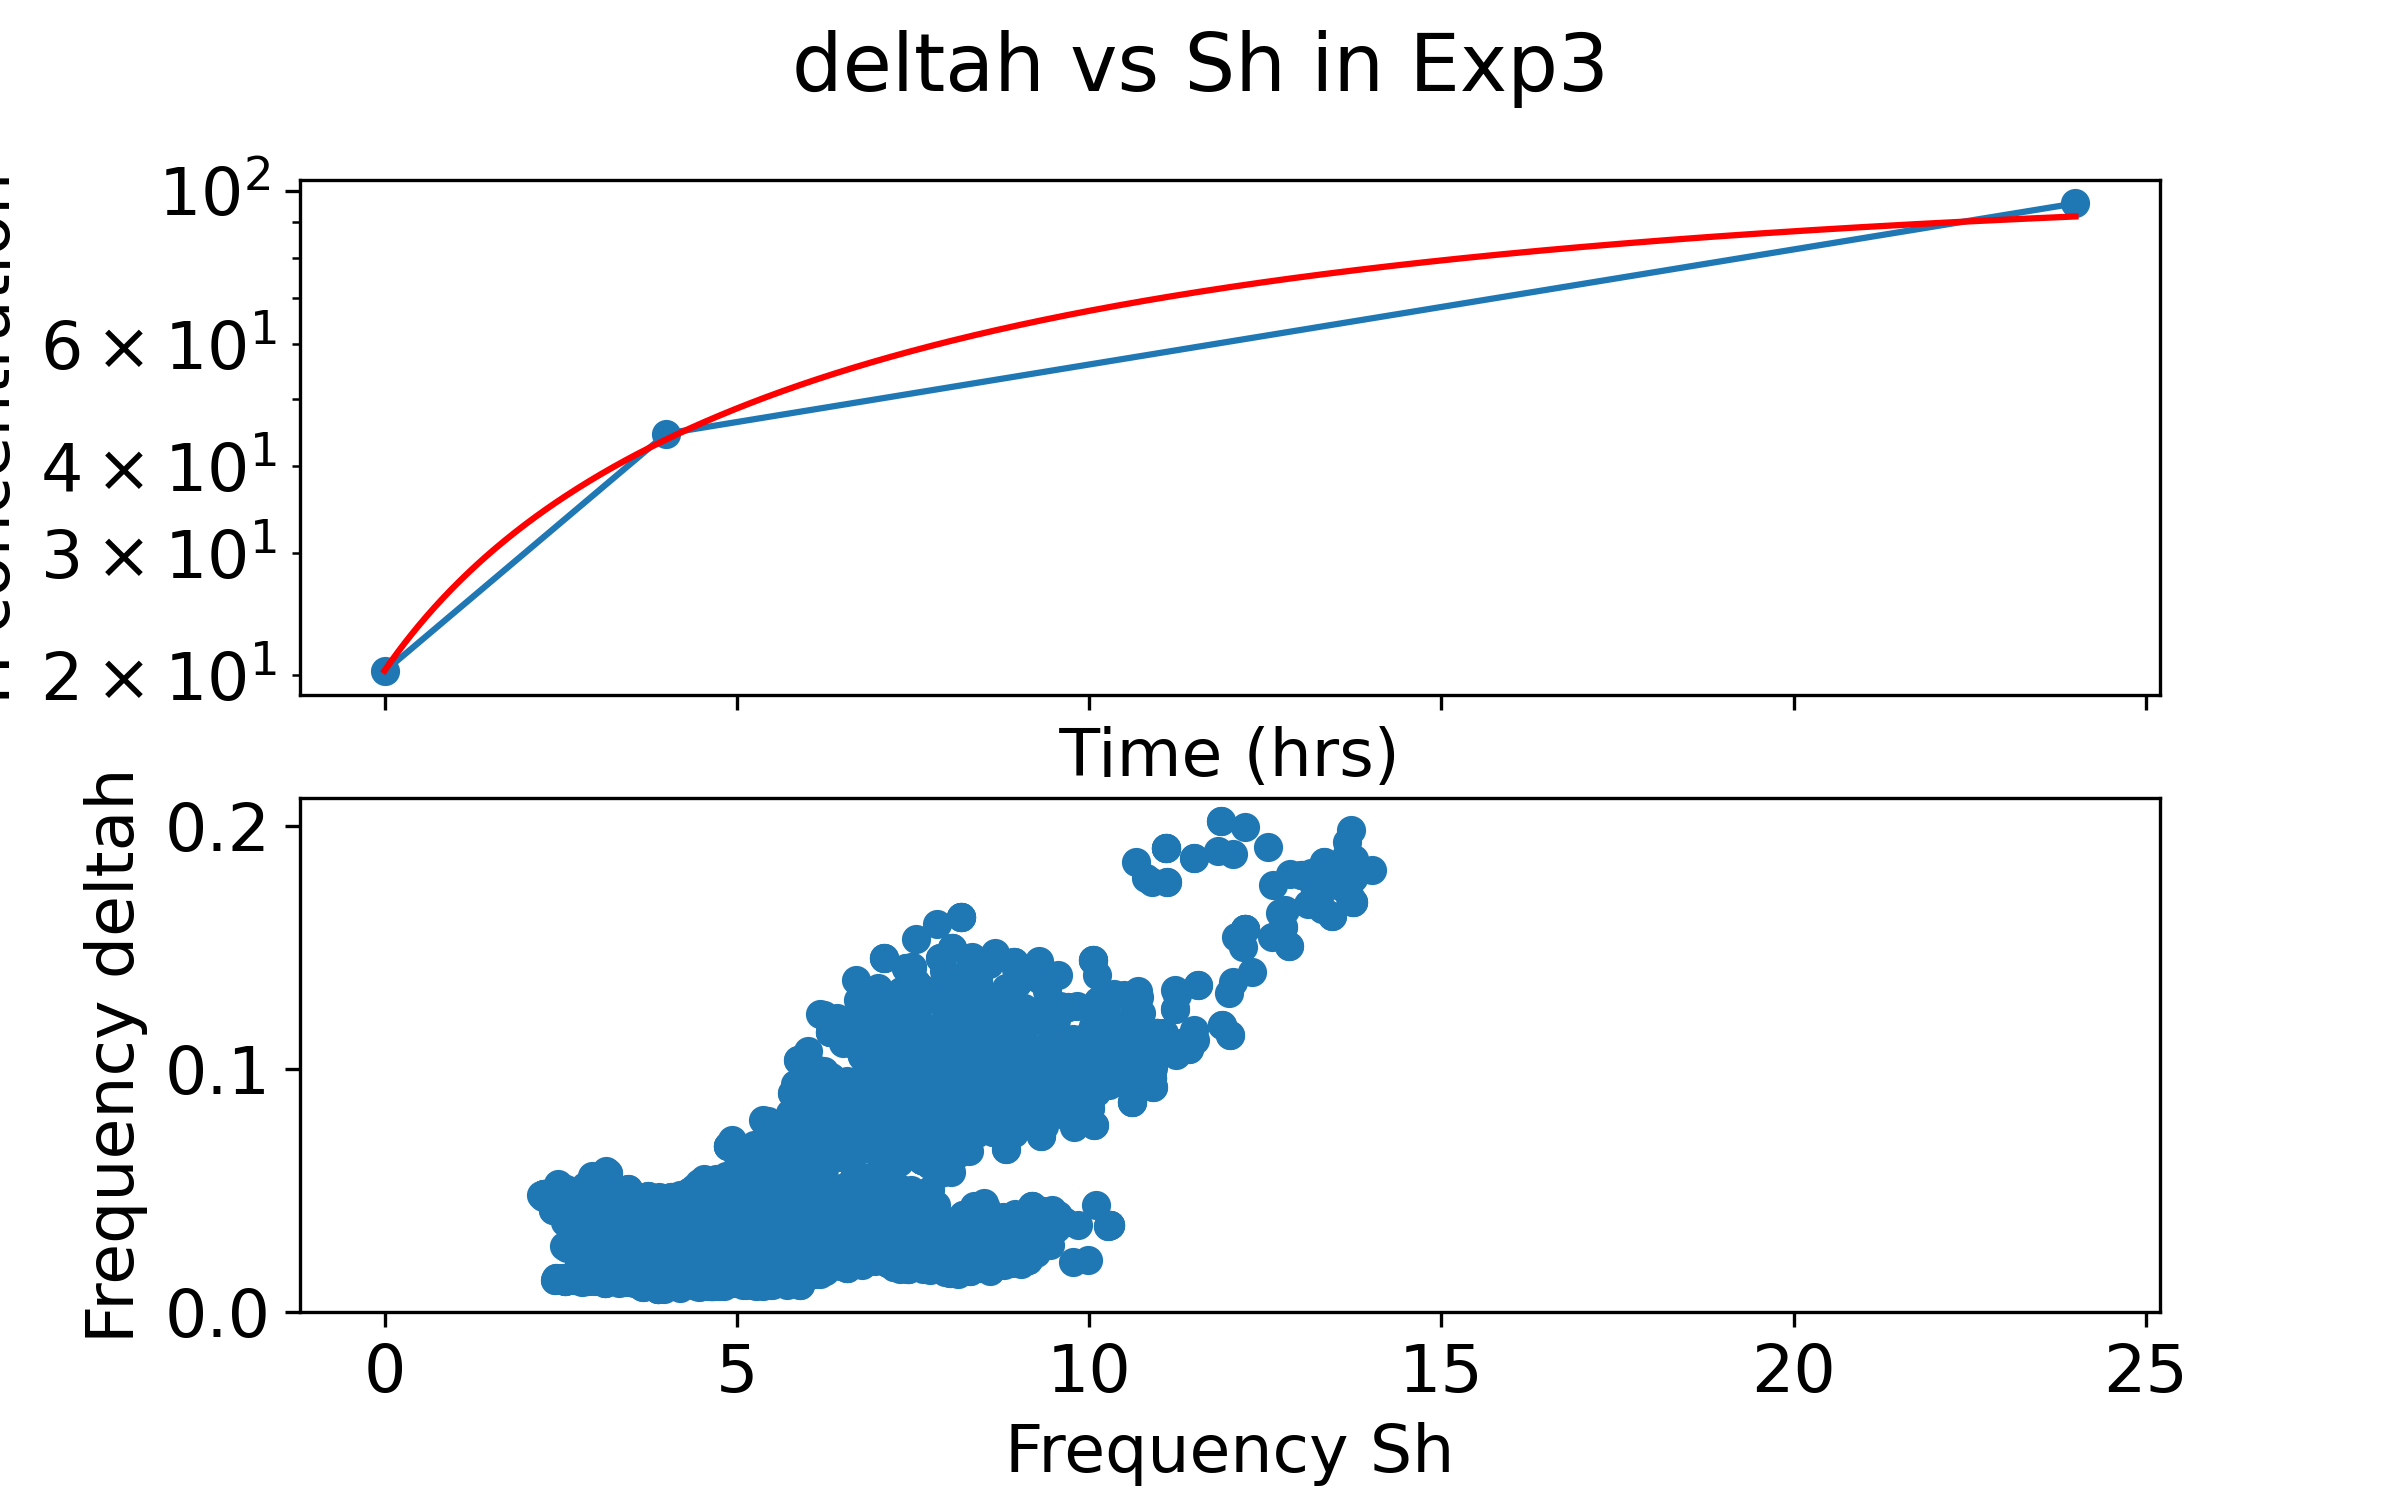 deltah vs Sh in Exp3
10²
6 × 10¹
4 × 10¹
3 × 10¹
2 × 10¹
Time (hrs)
Frequency deltah
0.2
0.1
0.0
0 5 10 15 20 25
Frequency Sh